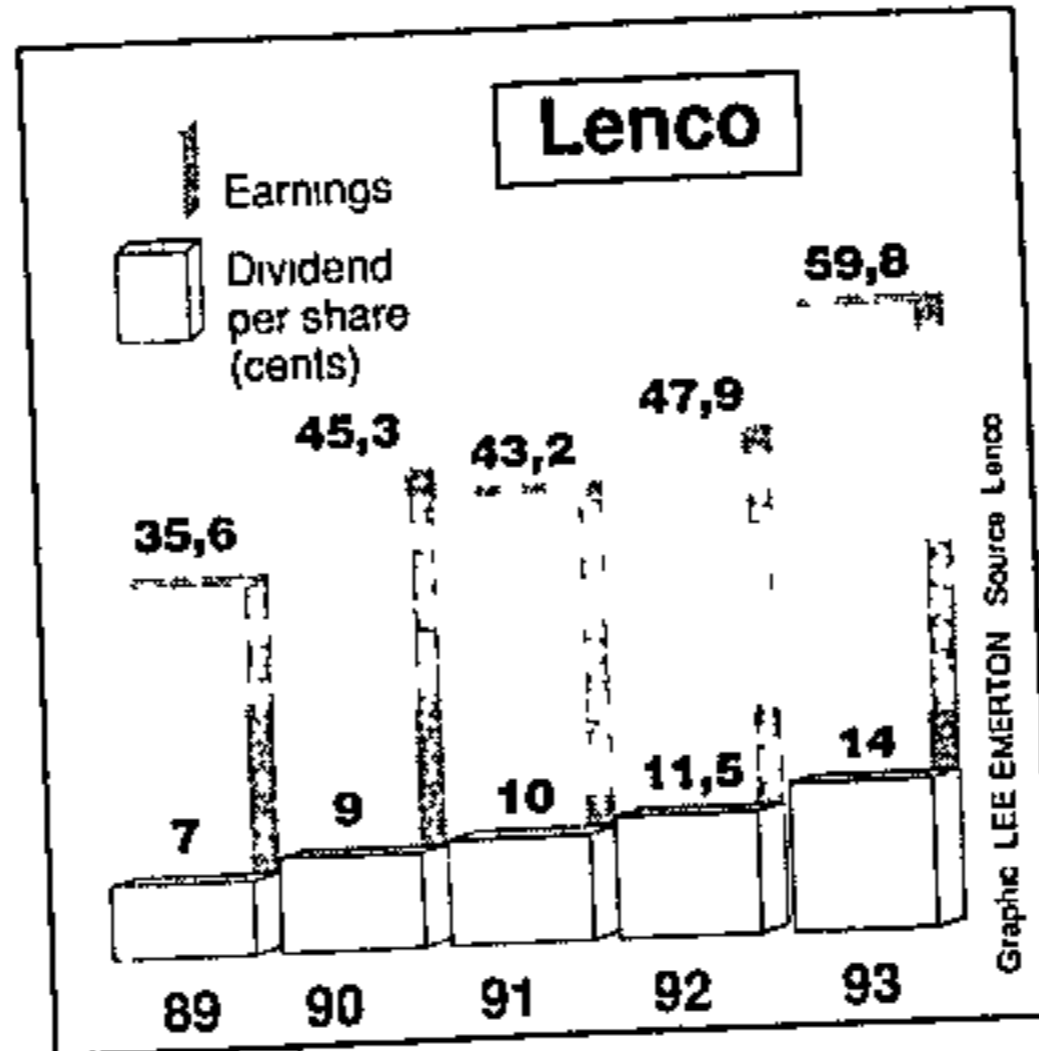 Lenco
Earnings
Dividend
per share
(cents)
59,8
47,9
45,3
43,2
35,6
14
11,5
10
9
7
89 90 91 92 93
Graphic LEE EMERTON Source Lenco